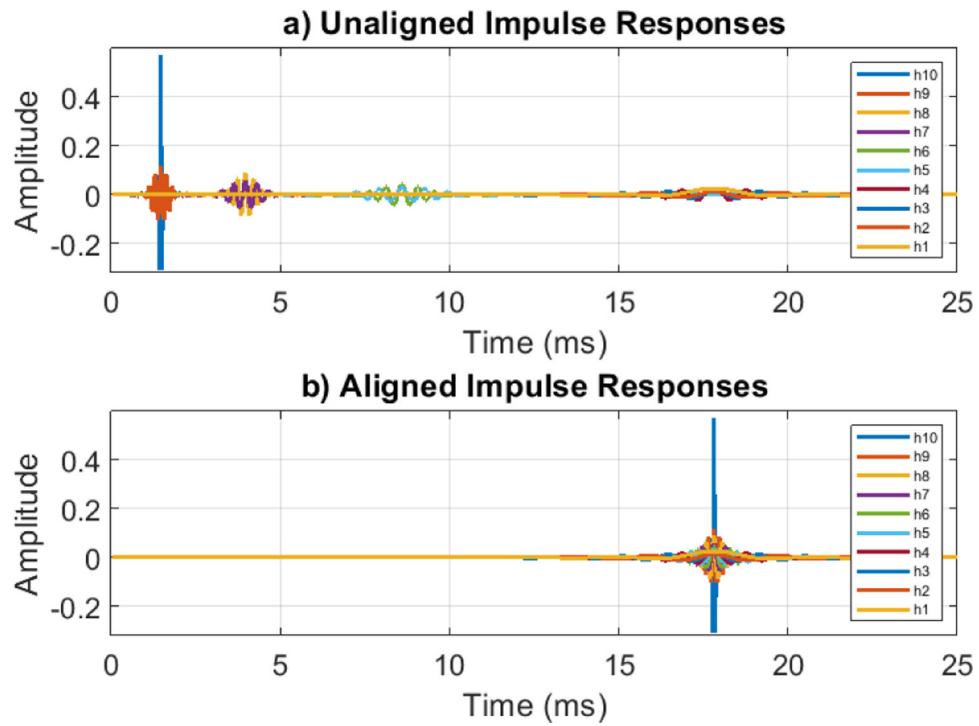 a) Unaligned Impulse Responses
Amplitude
0.4
0.2
0
-0.2
0
5
10
15
20
25
Time (ms)
h10
h9
h8
h7
h6
h5
h4
h3
h2
h1
b) Aligned Impulse Responses
Amplitude
0.4
0.2
0
-0.2
0
5
10
15
20
25
Time (ms)
h10
h9
h8
h7
h6
h5
h4
h3
h2
h1